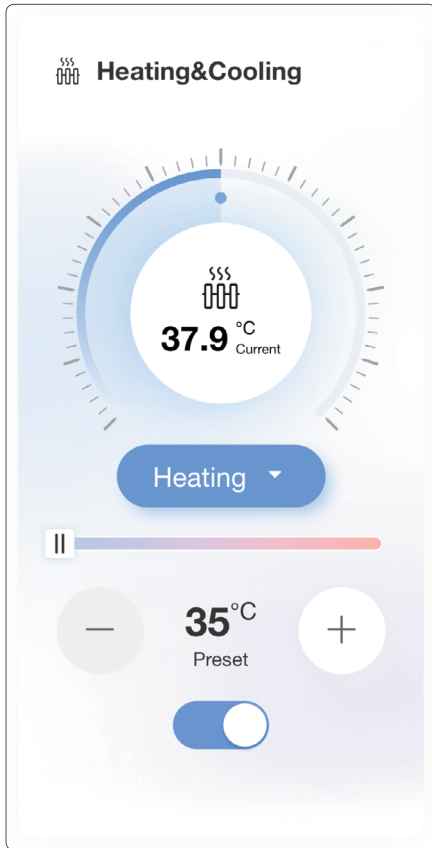 Heating&Cooling
37.9 °C
Current
Heating
35°C
Preset